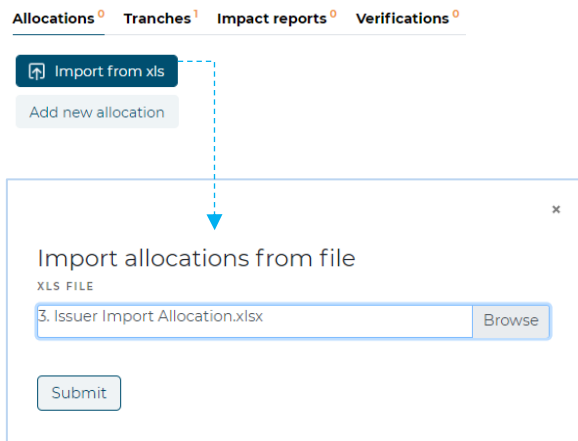 Allocations 0 Tranches 1 Impact reports 0 Verifications 0
Import from xls
Add new allocation
×
Import allocations from file
XLS FILE
3. Issuer Import Allocation.xlsx Browse
Submit